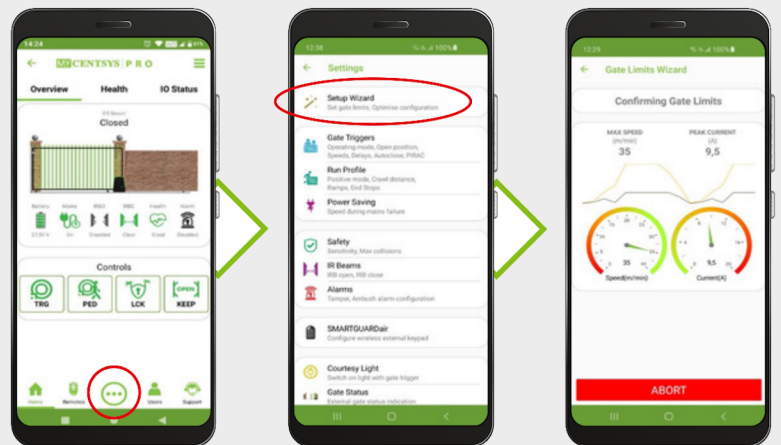 14:24
MYCENTSYS PRO
Overview
Health
IO Status
Closed
Battery
Mains
IRBO
IRBC
Health
Alarm
On
Clear
Good
Controls
TRG
PED
LCK
OPEN
KEEP
Home
Remotes
Users
Support
12:38
100%
Settings
Setup Wizard
Set gate limits, Optimise configuration
Gate Triggers
Operating mode, Open position,
Speeds, Delays, Autoclose, PIRAC
Run Profile
Positive mode, Crawl distance,
Ramps, End Stops
Power Saving
Speed during mains failure
Safety
Sensitivity, Max collisions
IR Beams
IRB open, IRB close
Alarms
Tamper, Ambush alarm configuration
SMARTGUARDair
Configure wireless external keypad
Courtesy Light
Switch on light with gate trigger
Gate Status
External gate status indication
12:29
100%
Gate Limits Wizard
Confirming Gate Limits
MAX SPEED
(m/min)
35
PEAK CURRENT
(A)
9,5
35
Speed(m/min)
9,5
Current(A)
ABORT